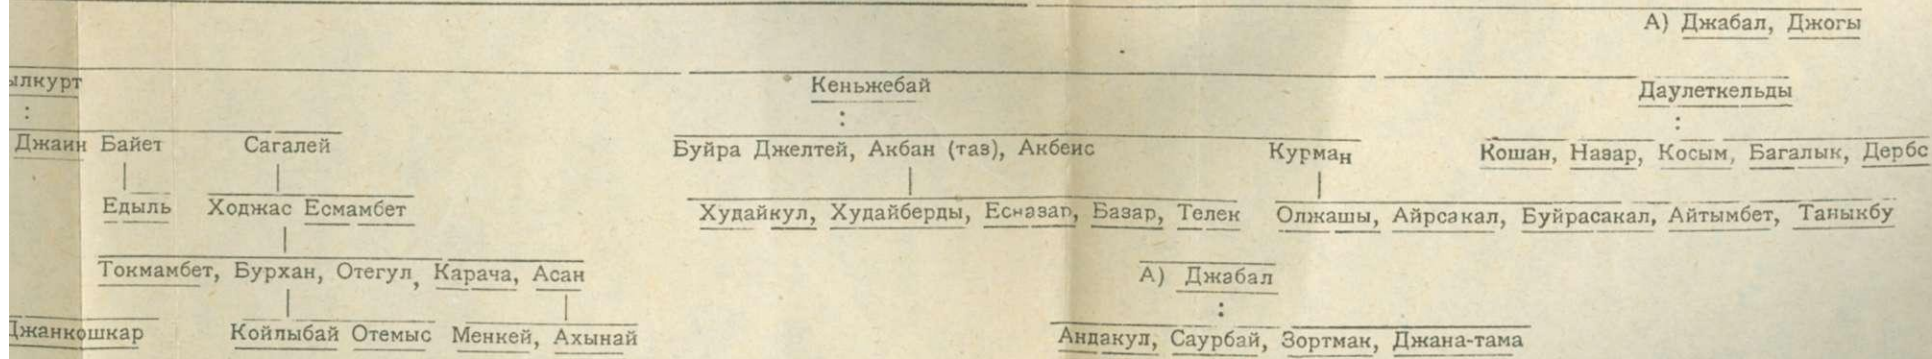 А) Джабал, Джогы
ылкурт Кеньжебай Даулеткельды
: : :
Джаин Байет Сагалей Буйра Джелтей, Акбан (таз), Акбеис Курман Кошан, Назар, Косым, Багалык, Дербс
Едыль Ходжас Есмамбет Худайкул, Худайберды, Есназар, Базар, Телек Олжашы, Айрсакал, Буйрасакал, Айтымбет, Таныкбу
Токмамбет, Бурхан, Отегул, Карача, Асан А) Джабал
:
Джанкошкар Койлыбай Отемыс Менкей, Ахынай Андакул, Саурбай, Зортмак, Джана-тама